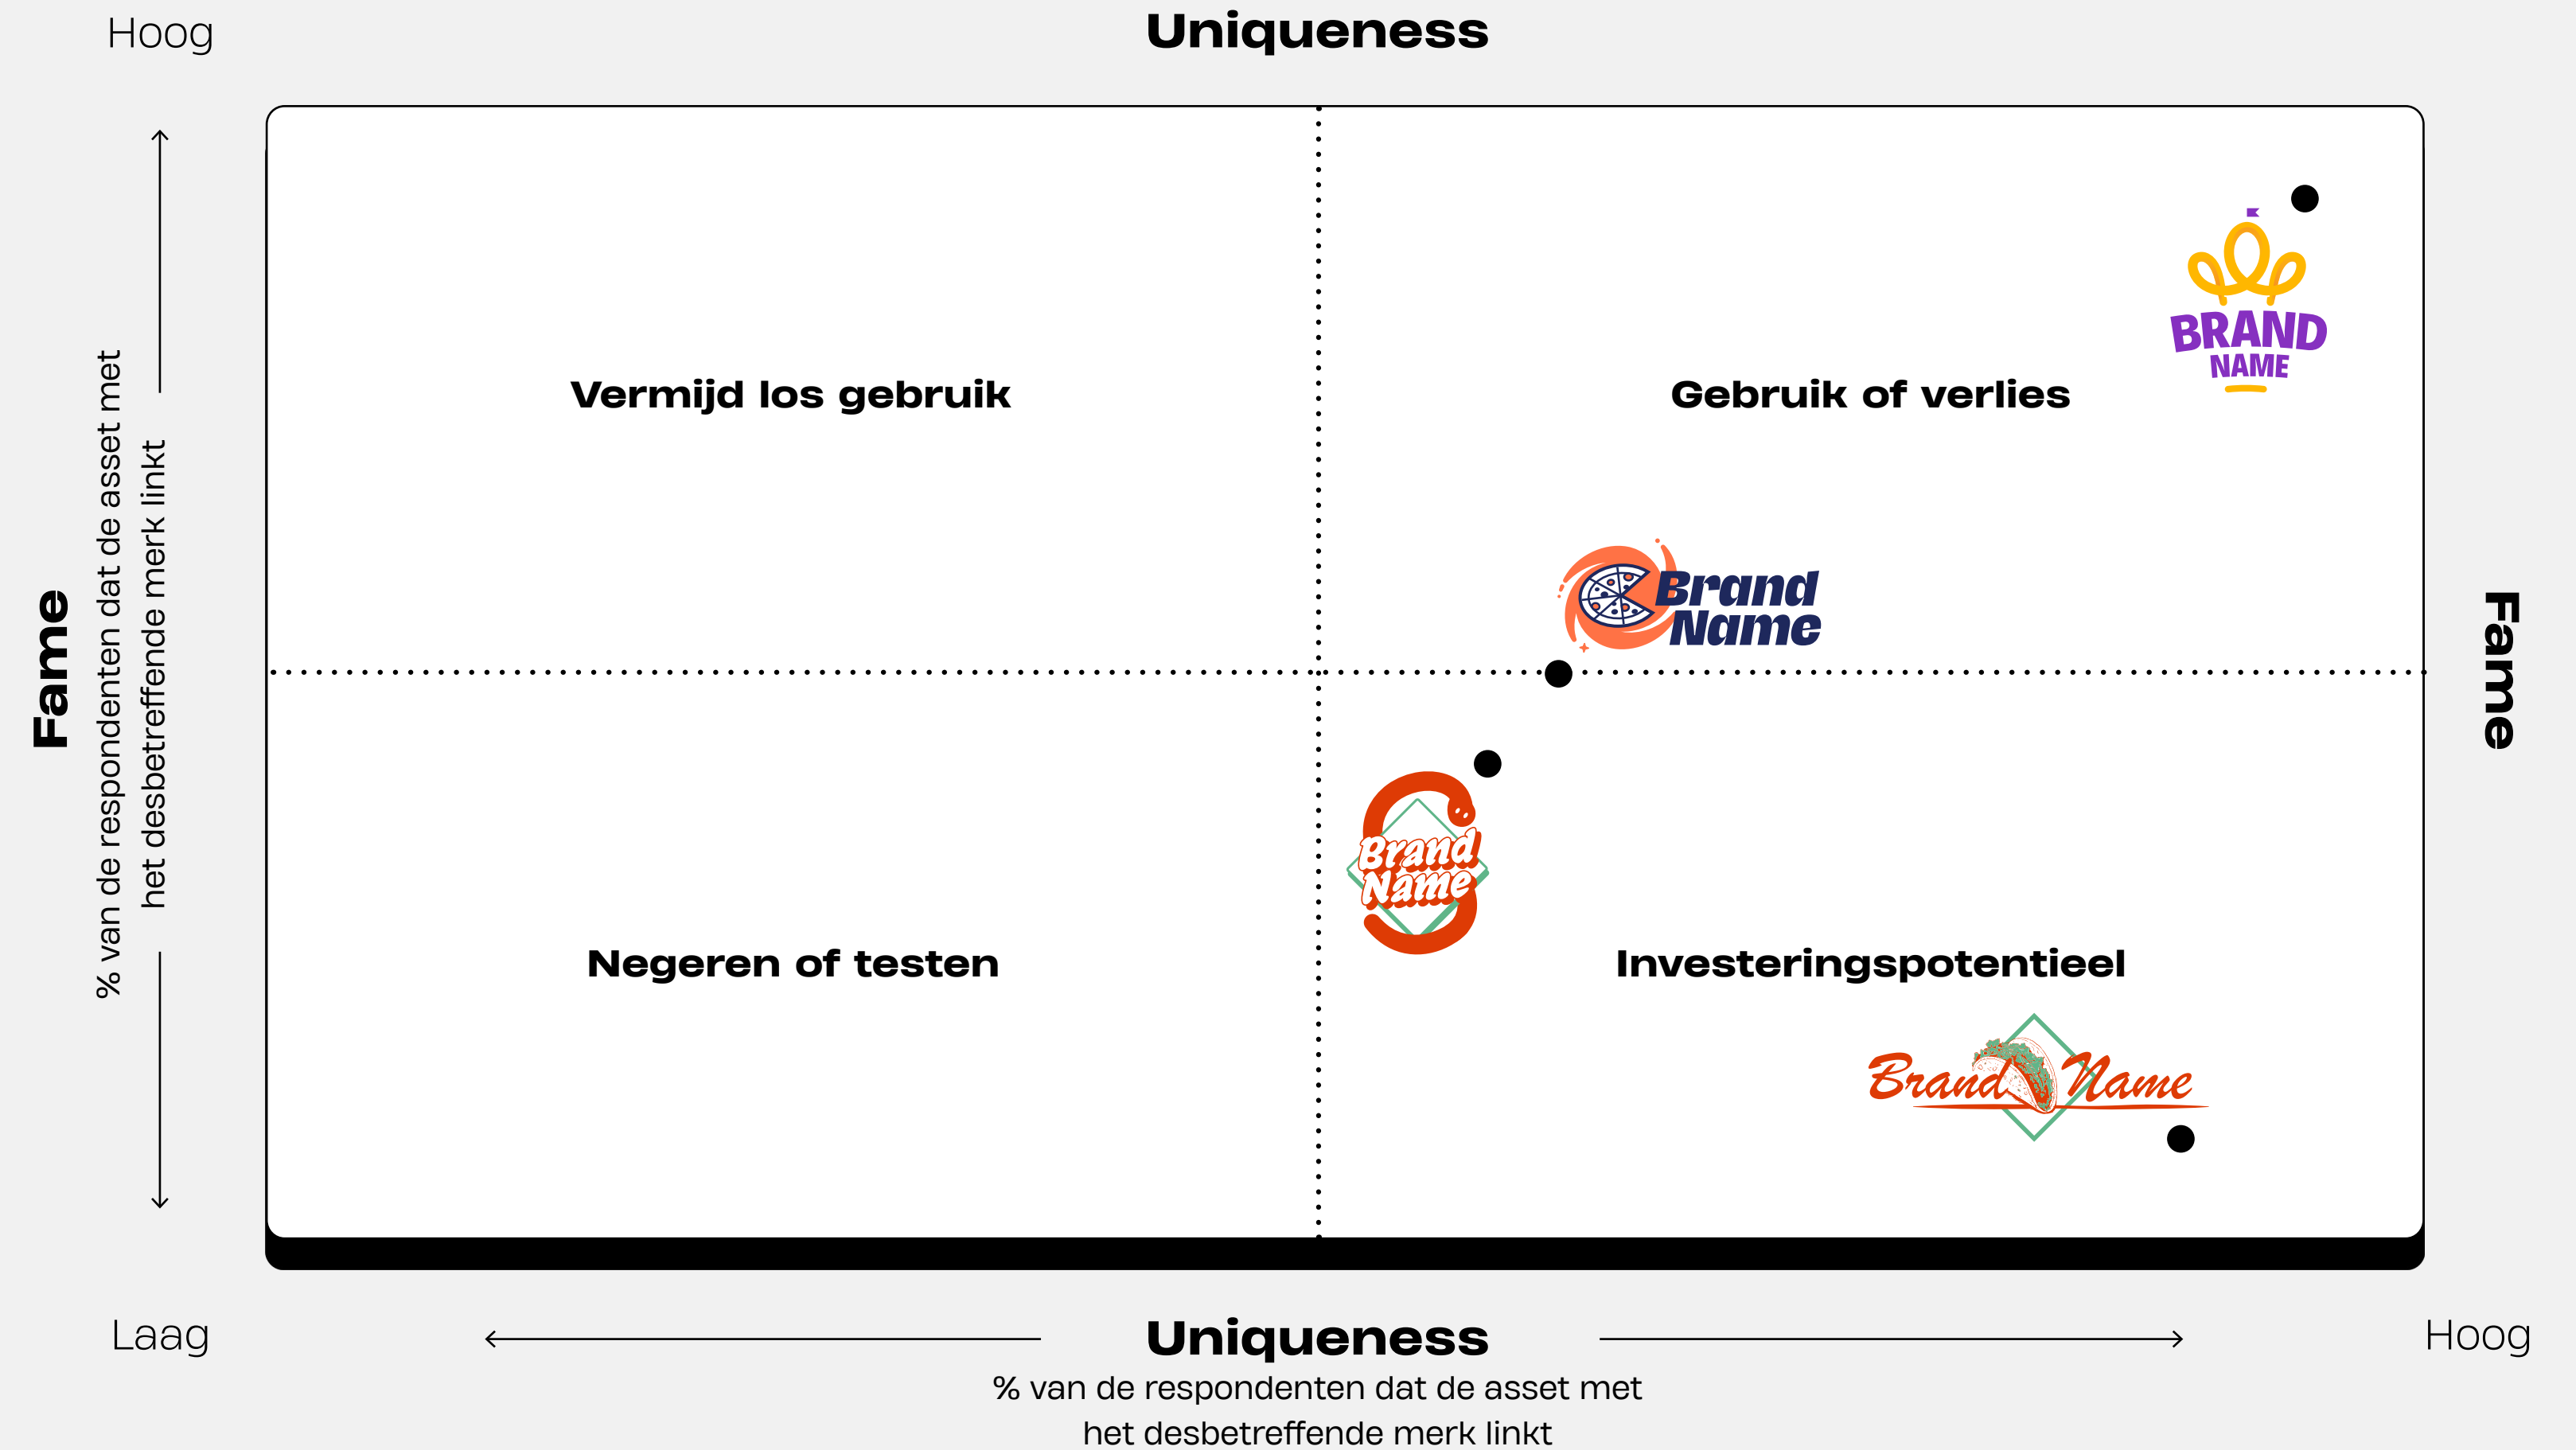 Hoog
Uniqueness
Vermijd los gebruik
Gebruik of verlies
BRAND
NAME
Brand
Name
Fame
% van de respondenten dat de asset met
het desbetreffende merk linkt
Fame
Brand
Name
Negeren of testen
Investeringspotentieel
Brand Name
Laag
Uniqueness
Hoog
% van de respondenten dat de asset met
het desbetreffende merk linkt